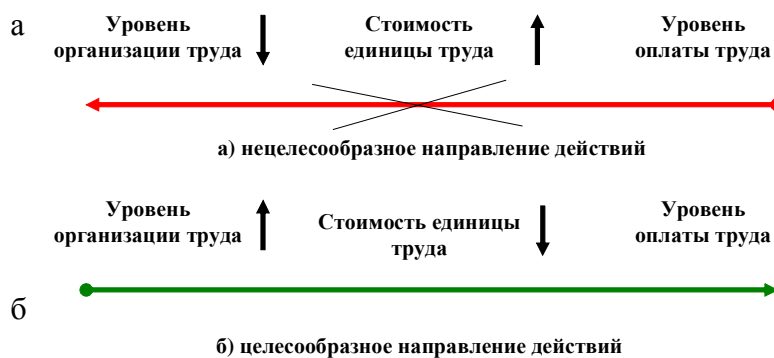 а
Уровень
организации труда
Стоимость
единицы труда
Уровень
оплаты труда
а) нецелесообразное направление действий
Уровень
организации труда
Стоимость единицы
труда
Уровень
оплаты труда
б
б) целесообразное направление действий